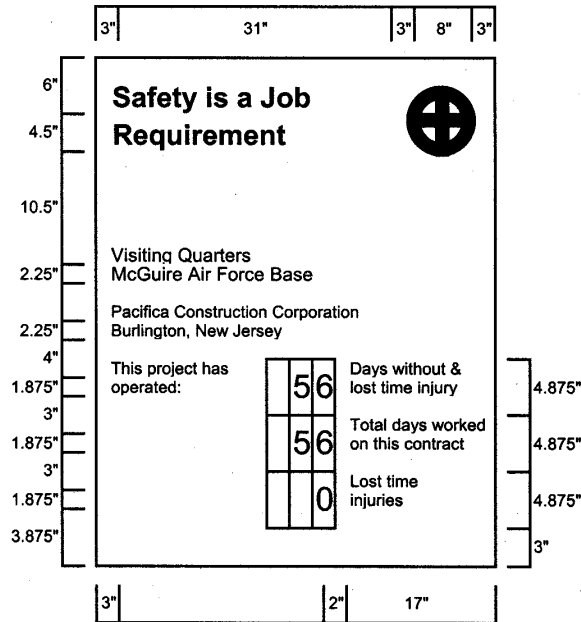 3" 31" 3" 8" 3"
6"
4.5"
10.5"
2.25"
2.25"
4"
1.875"
3"
1.875"
3"
1.875"
3.875"
Safety is a Job
Requirement
Visiting Quarters
McGuire Air Force Base
Pacifica Construction Corporation
Burlington, New Jersey
This project has
operated:
56
Days without &
lost time injury
56
Total days worked
on this contract
0
Lost time
injuries
4.875"
4.875"
4.875"
3"
3" 2" 17"